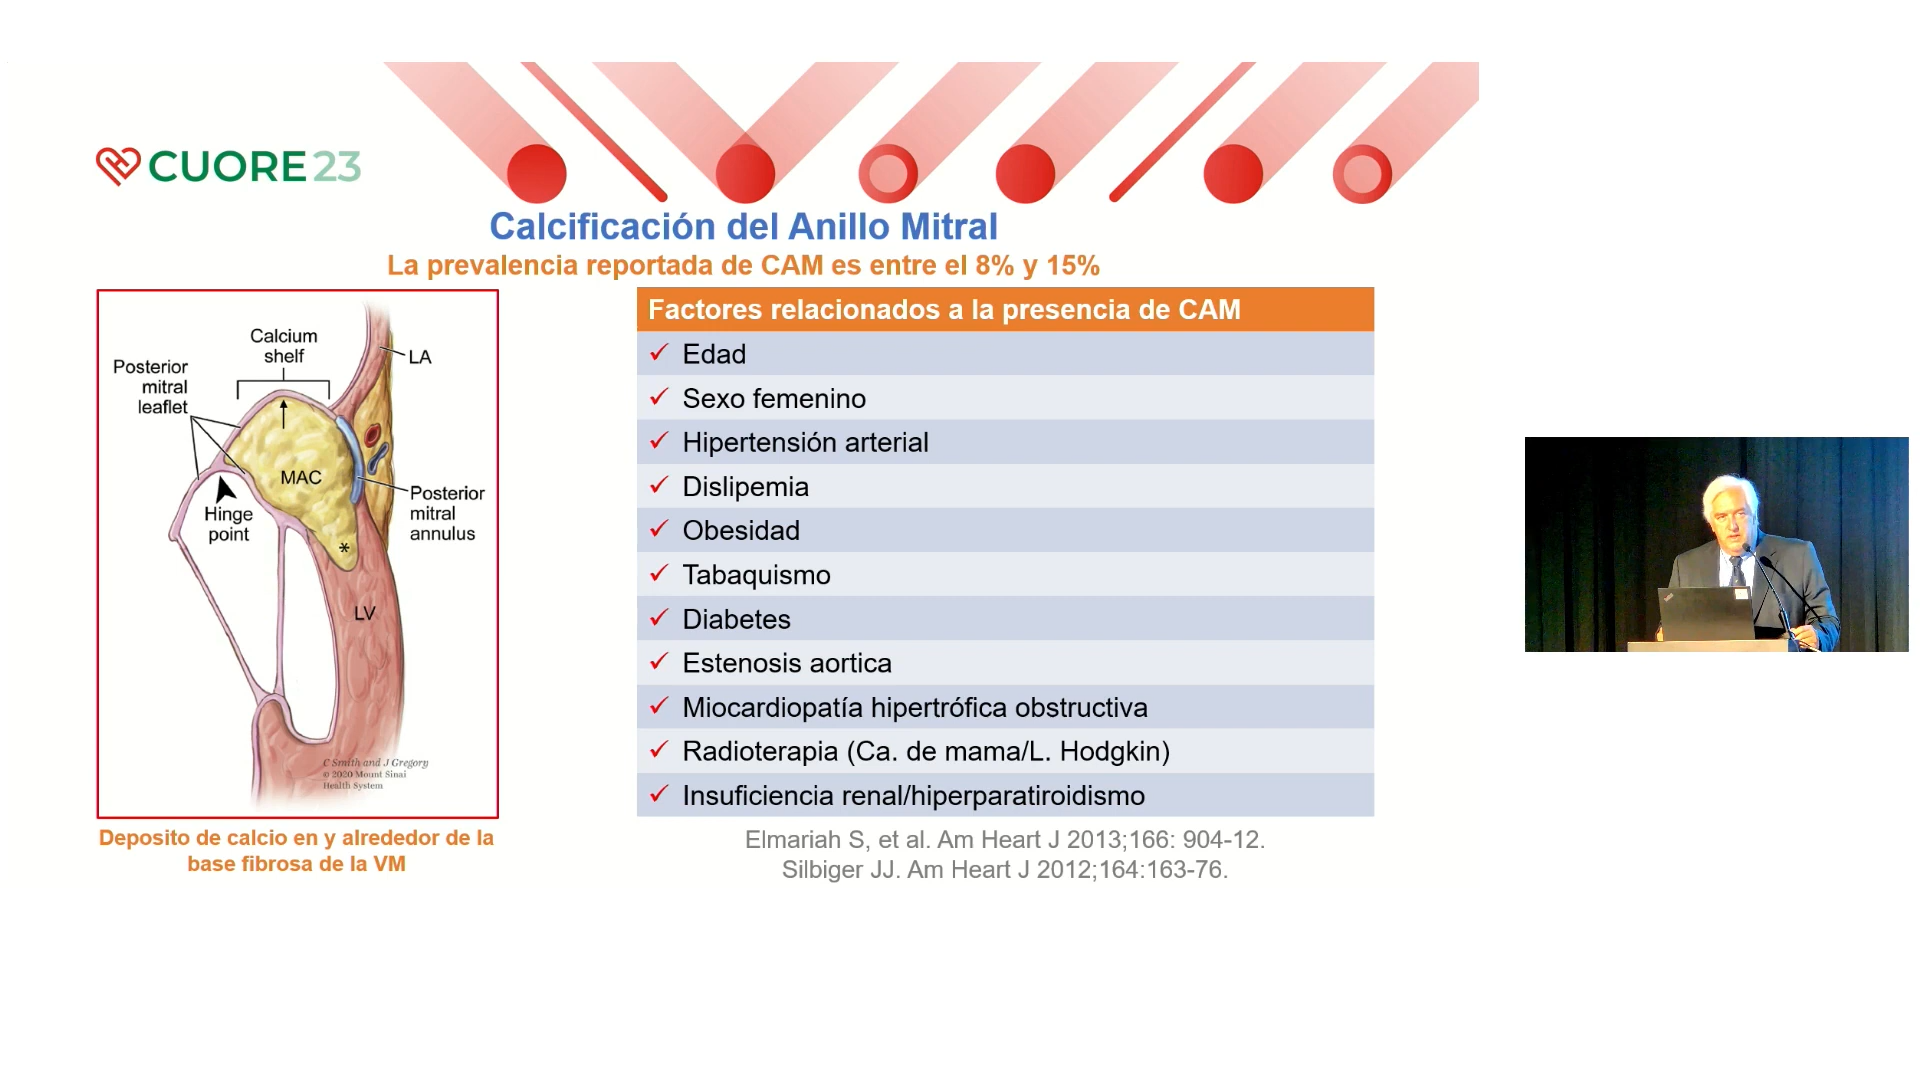 CUORE23
Calcificación del Anillo Mitral
La prevalencia reportada de CAM es entre el 8% y 15%
Calcium
shelf
LA
Posterior
mitral
leaflet
MAC
Posterior
mitral
annulus
Hinge
point
*
LV
C Smith and J Gregory
© 2020 Mount Sinai
Health System
Deposito de calcio en y alrededor de la
base fibrosa de la VM
Factores relacionados a la presencia de CAM
✓ Edad
✓ Sexo femenino
✓ Hipertensión arterial
✓ Dislipemia
✓ Obesidad
✓ Tabaquismo
✓ Diabetes
✓ Estenosis aortica
✓ Miocardiopatía hipertrófica obstructiva
✓ Radioterapia (Ca. de mama/L. Hodgkin)
✓ Insuficiencia renal/hiperparatiroidismo
Elmariah S, et al. Am Heart J 2013;166: 904-12.
Silbiger JJ. Am Heart J 2012;164:163-76.